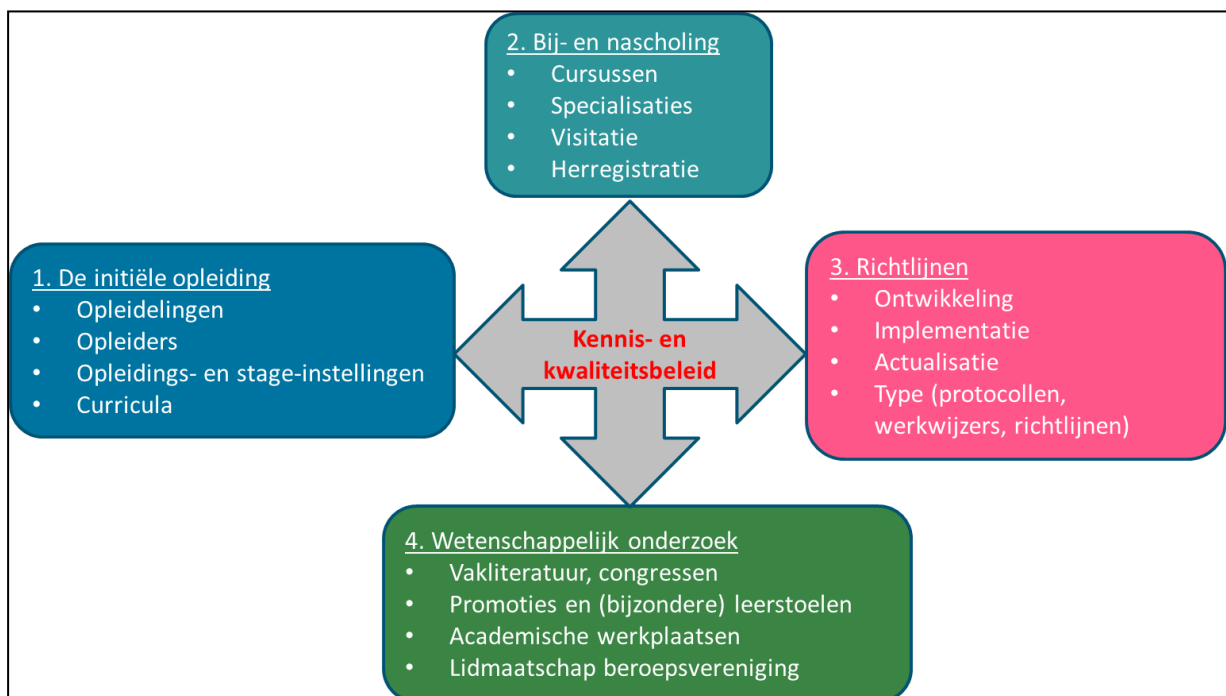 2. Bij- en nascholing
• Cursussen
• Specialisaties
• Visitatie
• Herregistratie
1. De initiële opleiding
• Opleidelingen
• Opleiders
• Opleidings- en stage-instellingen
• Curricula
Kennis- en
kwaliteitsbeleid
3. Richtlijnen
• Ontwikkeling
• Implementatie
• Actualisatie
• Type (protocollen,
werkwijzers, richtlijnen)
4. Wetenschappelijk onderzoek
• Vakliteratuur, congressen
• Promoties en (bijzondere) leerstoelen
• Academische werkplaatsen
• Lidmaatschap beroepsvereniging